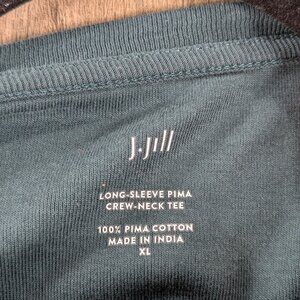 J.Jill
LONG-SLEEVE PIMA
CREW-NECK TEE
100% PIMA COTTON
MADE IN INDIA
XL